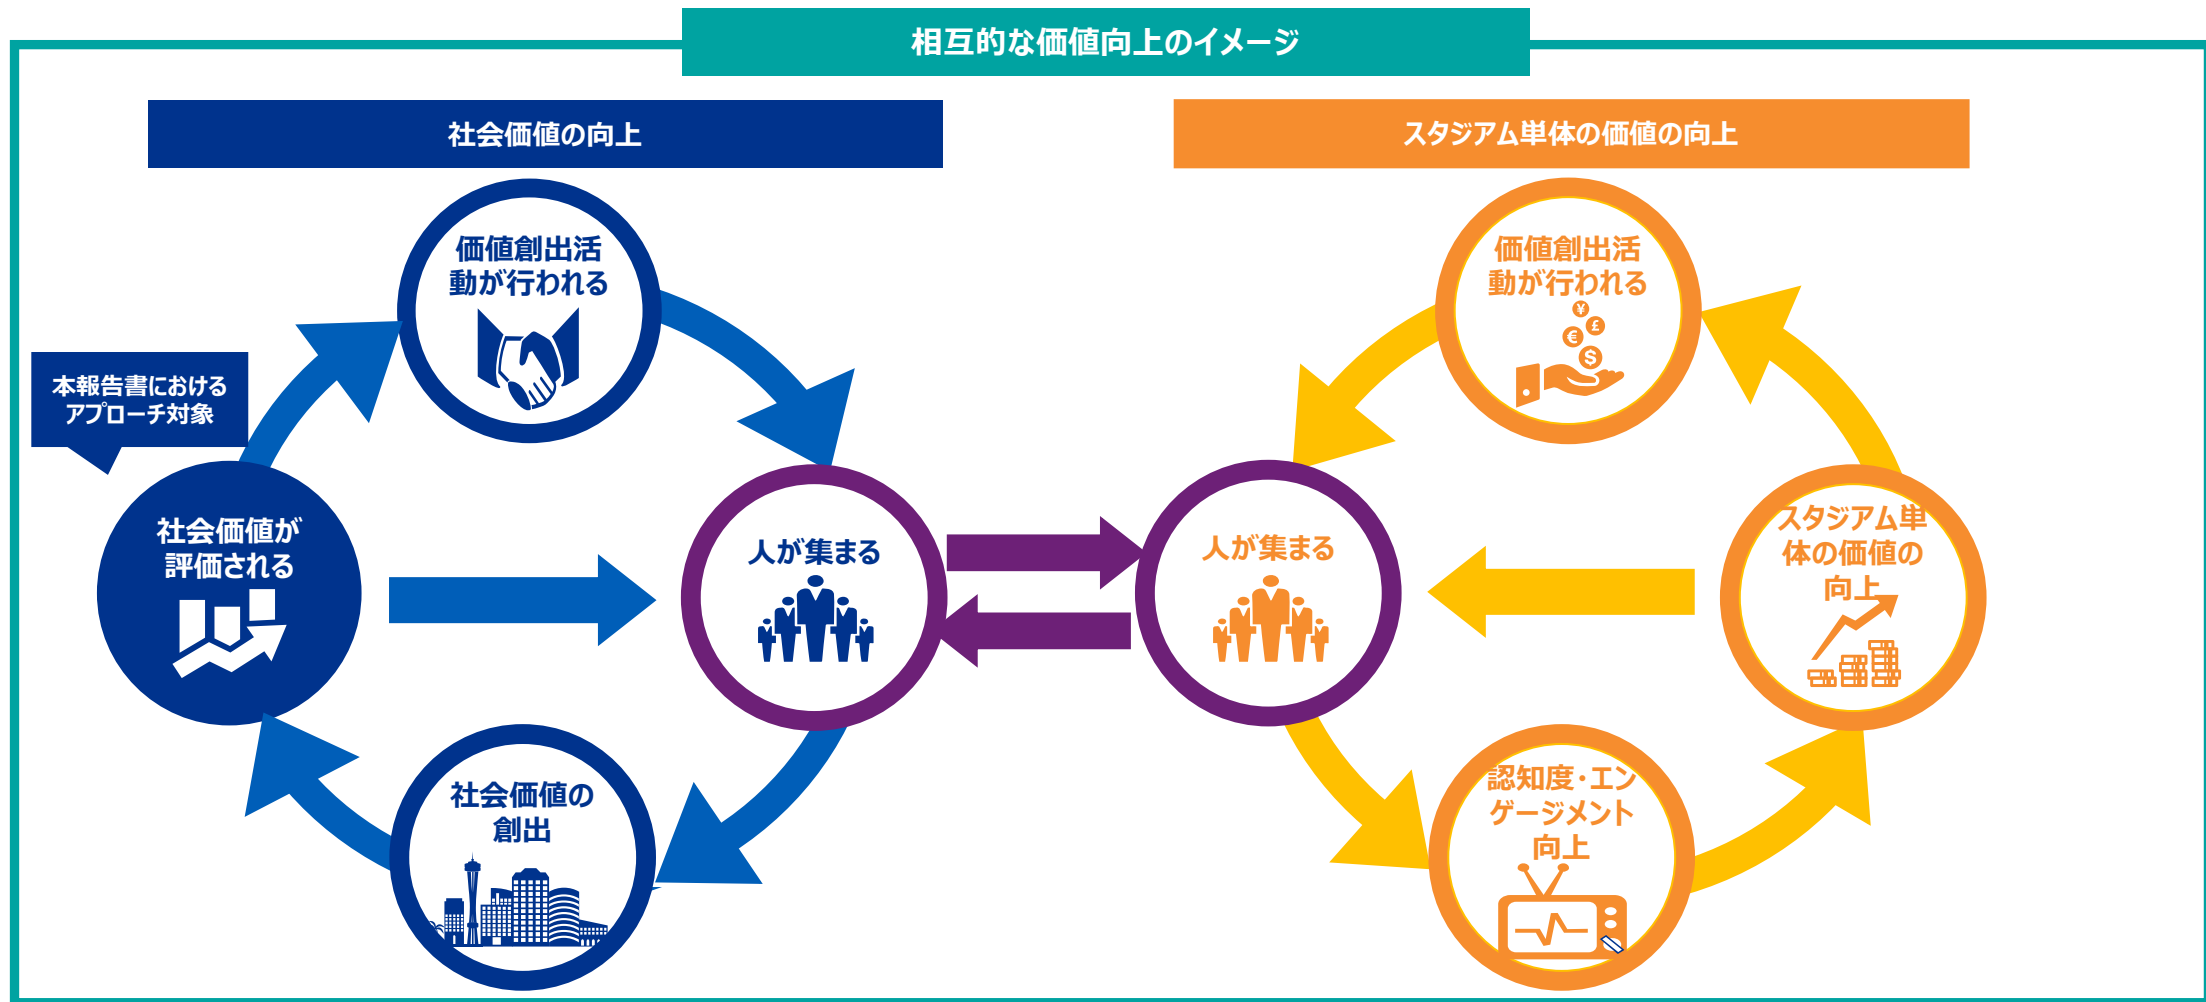 相互的な価値向上のイメージ
社会価値の向上
価値創出活
動が行われる
本報告書における
アプローチ対象
社会価値が
評価される
人が集まる
社会価値の
創出
スタジアム単体の価値の向上
価値創出活
動が行われる
¥
£
€
$
人が集まる
スタジアム単
体の価値の
向上
認知度・エン
ゲージメント
向上